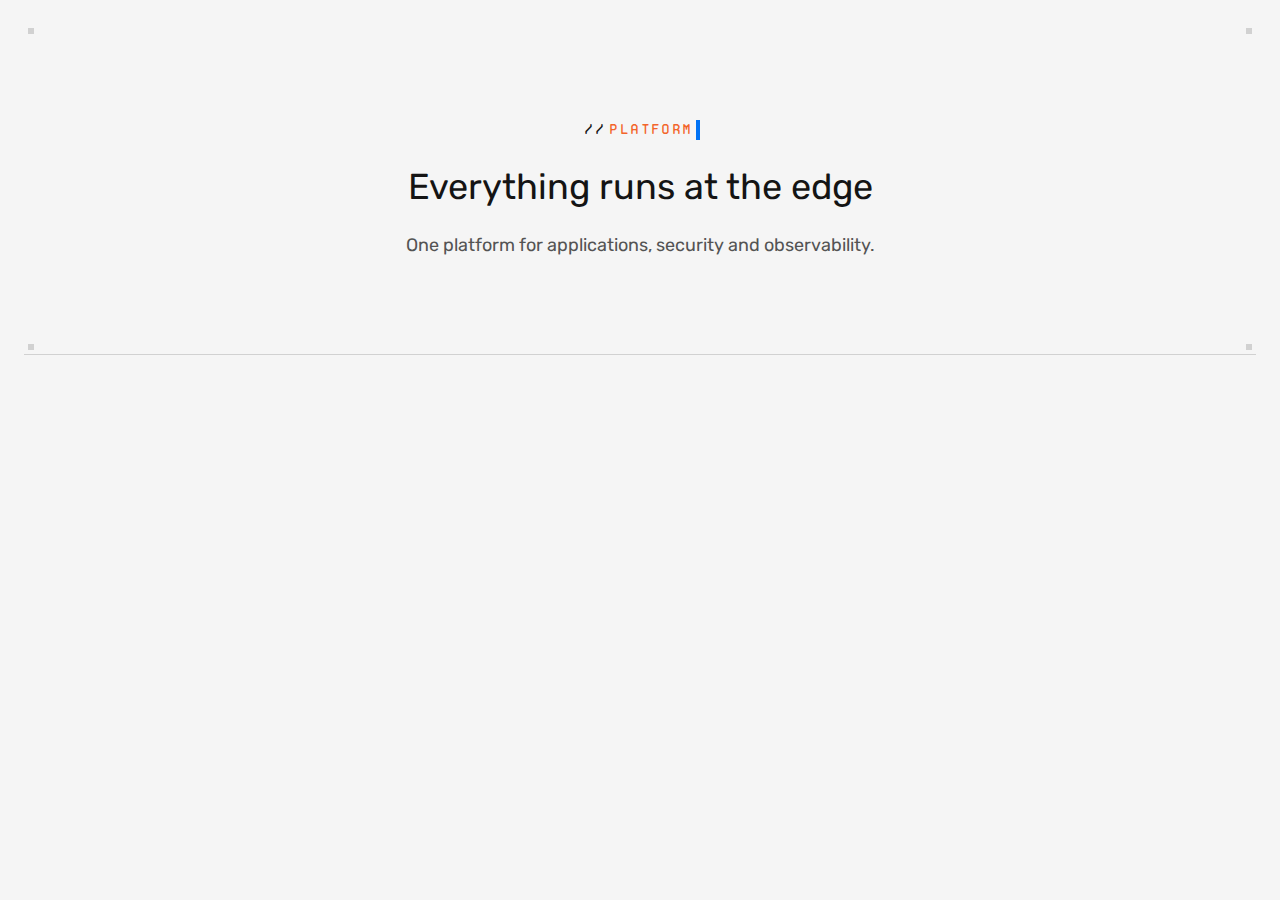 // PLATFORM
Everything runs at the edge
One platform for applications, security and observability.